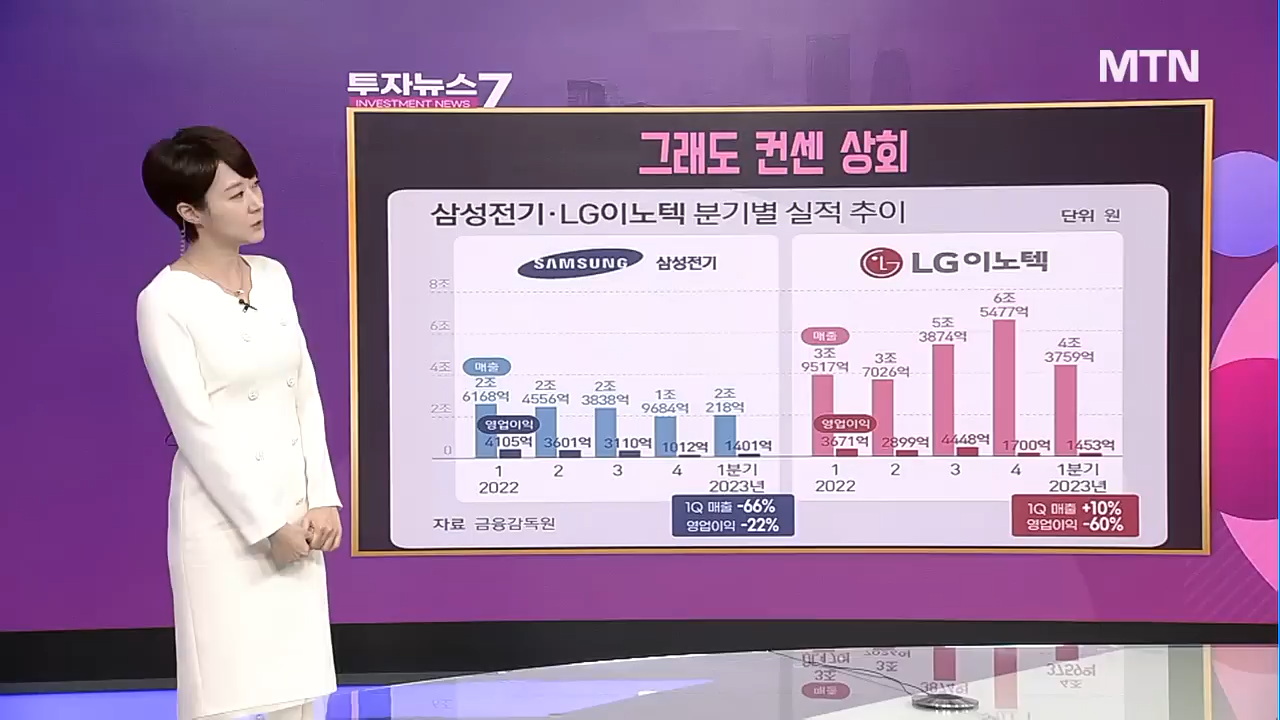 MTN
투자뉴스7
INVESTMENT NEWS
그래도 컨센 상회
삼성전기·LG이노텍 분기별 실적 추이
단위 원
SAMSUNG 삼성전기
8조
6조
4조
2조
0
매출
2조 6168억
2조 4556억
2조 3838억
1조 9684억
2조 218억
영업이익
4105억
3601억
3110억
1012억
1401억
1 2 3 4 1분기
2022 2023년
1Q 매출 -66%
영업이익 -22%
LG이노텍
매출
3조 9517억
3조 7026억
5조 3874억
6조 5477억
4조 3759억
영업이익
3671억
2899억
4448억
1700억
1453억
1 2 3 4 1분기
2022 2023년
1Q 매출 +10%
영업이익 -60%
자료 금융감독원